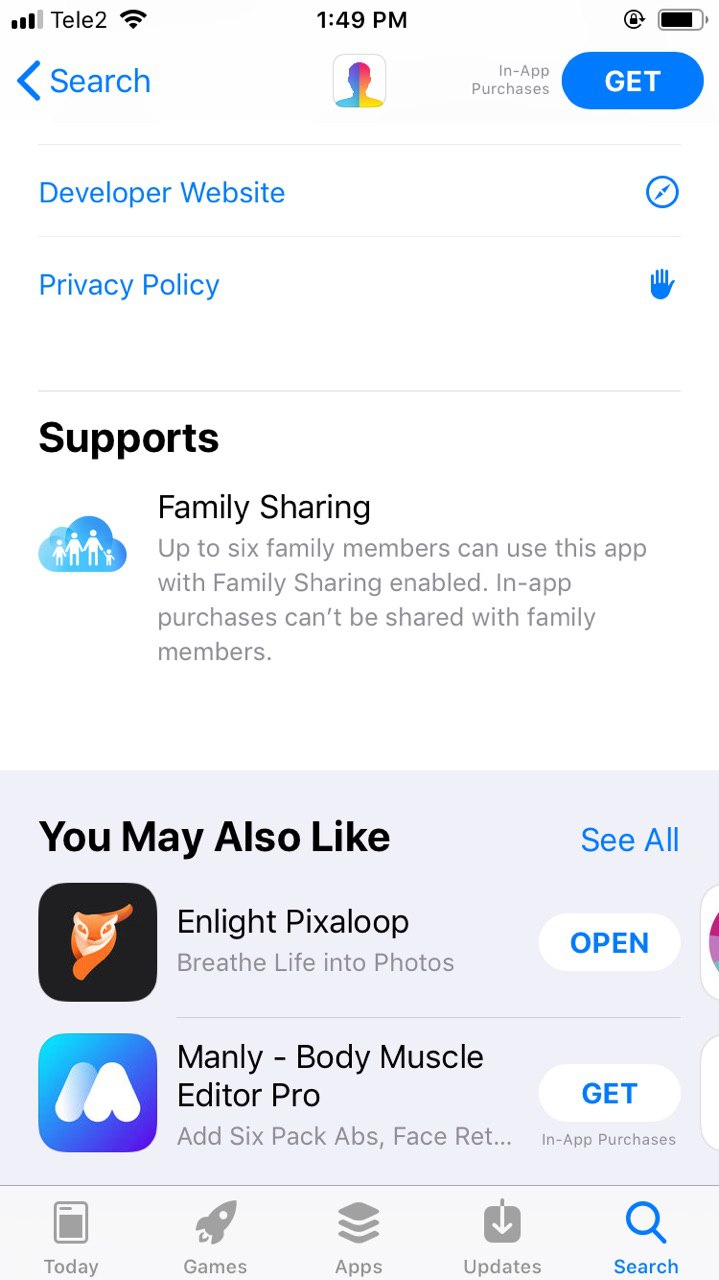 Tele2
1:49 PM
Search
In-App
Purchases
GET
Developer Website
Privacy Policy
Supports
Family Sharing
Up to six family members can use this app
with Family Sharing enabled. In-app
purchases can’t be shared with family
members.
You May Also Like
See All
Enlight Pixaloop
Breathe Life into Photos
OPEN
Manly - Body Muscle
Editor Pro
Add Six Pack Abs, Face Ret...
GET
In-App Purchases
Today
Games
Apps
Updates
Search